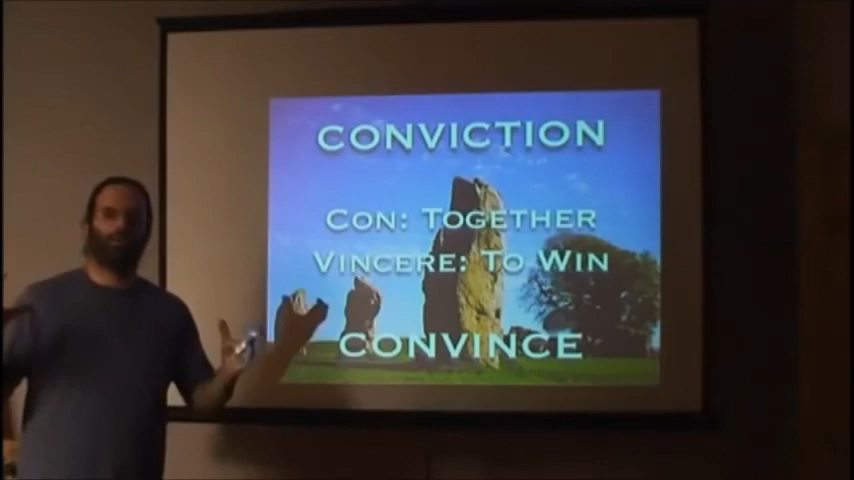 CONVICTION
CON: TOGETHER
VINCERE: TO WIN
CONVINCE